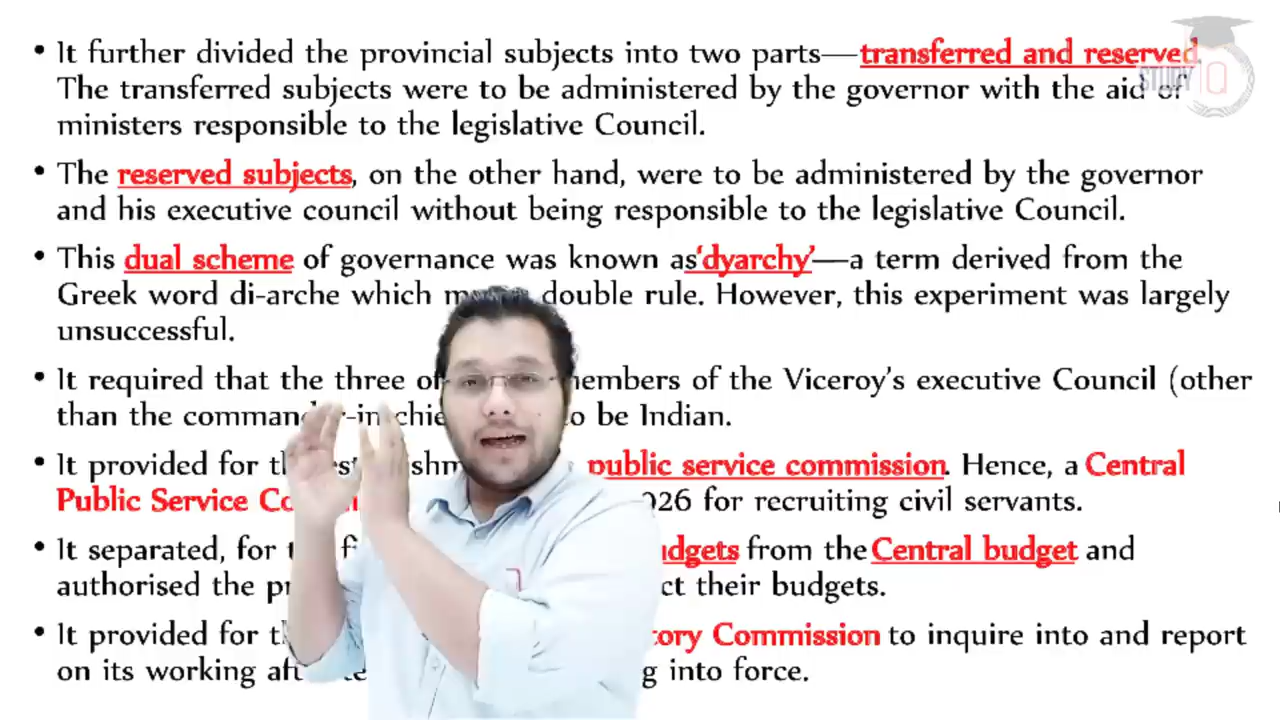 • It further divided the provincial subjects into two parts—transferred and reserved.
The transferred subjects were to be administered by the governor with the aid of
ministers responsible to the legislative Council.
• The reserved subjects, on the other hand, were to be administered by the governor
and his executive council without being responsible to the legislative Council.
• This dual scheme of governance was known as‘dyarchy’—a term derived from the
Greek word di-arche which double rule. However, this experiment was largely
unsuccessful.
• It required that the three of members of the Viceroy’s executive Council (other
than the to be Indian.
• It provided for public service commission. Hence, a Central
Public Service for recruiting civil servants.
• It separated, for from the Central budget and
authorised the their budgets.
• It provided for Commission to inquire into and report
on its working into force.
STUDY IQ